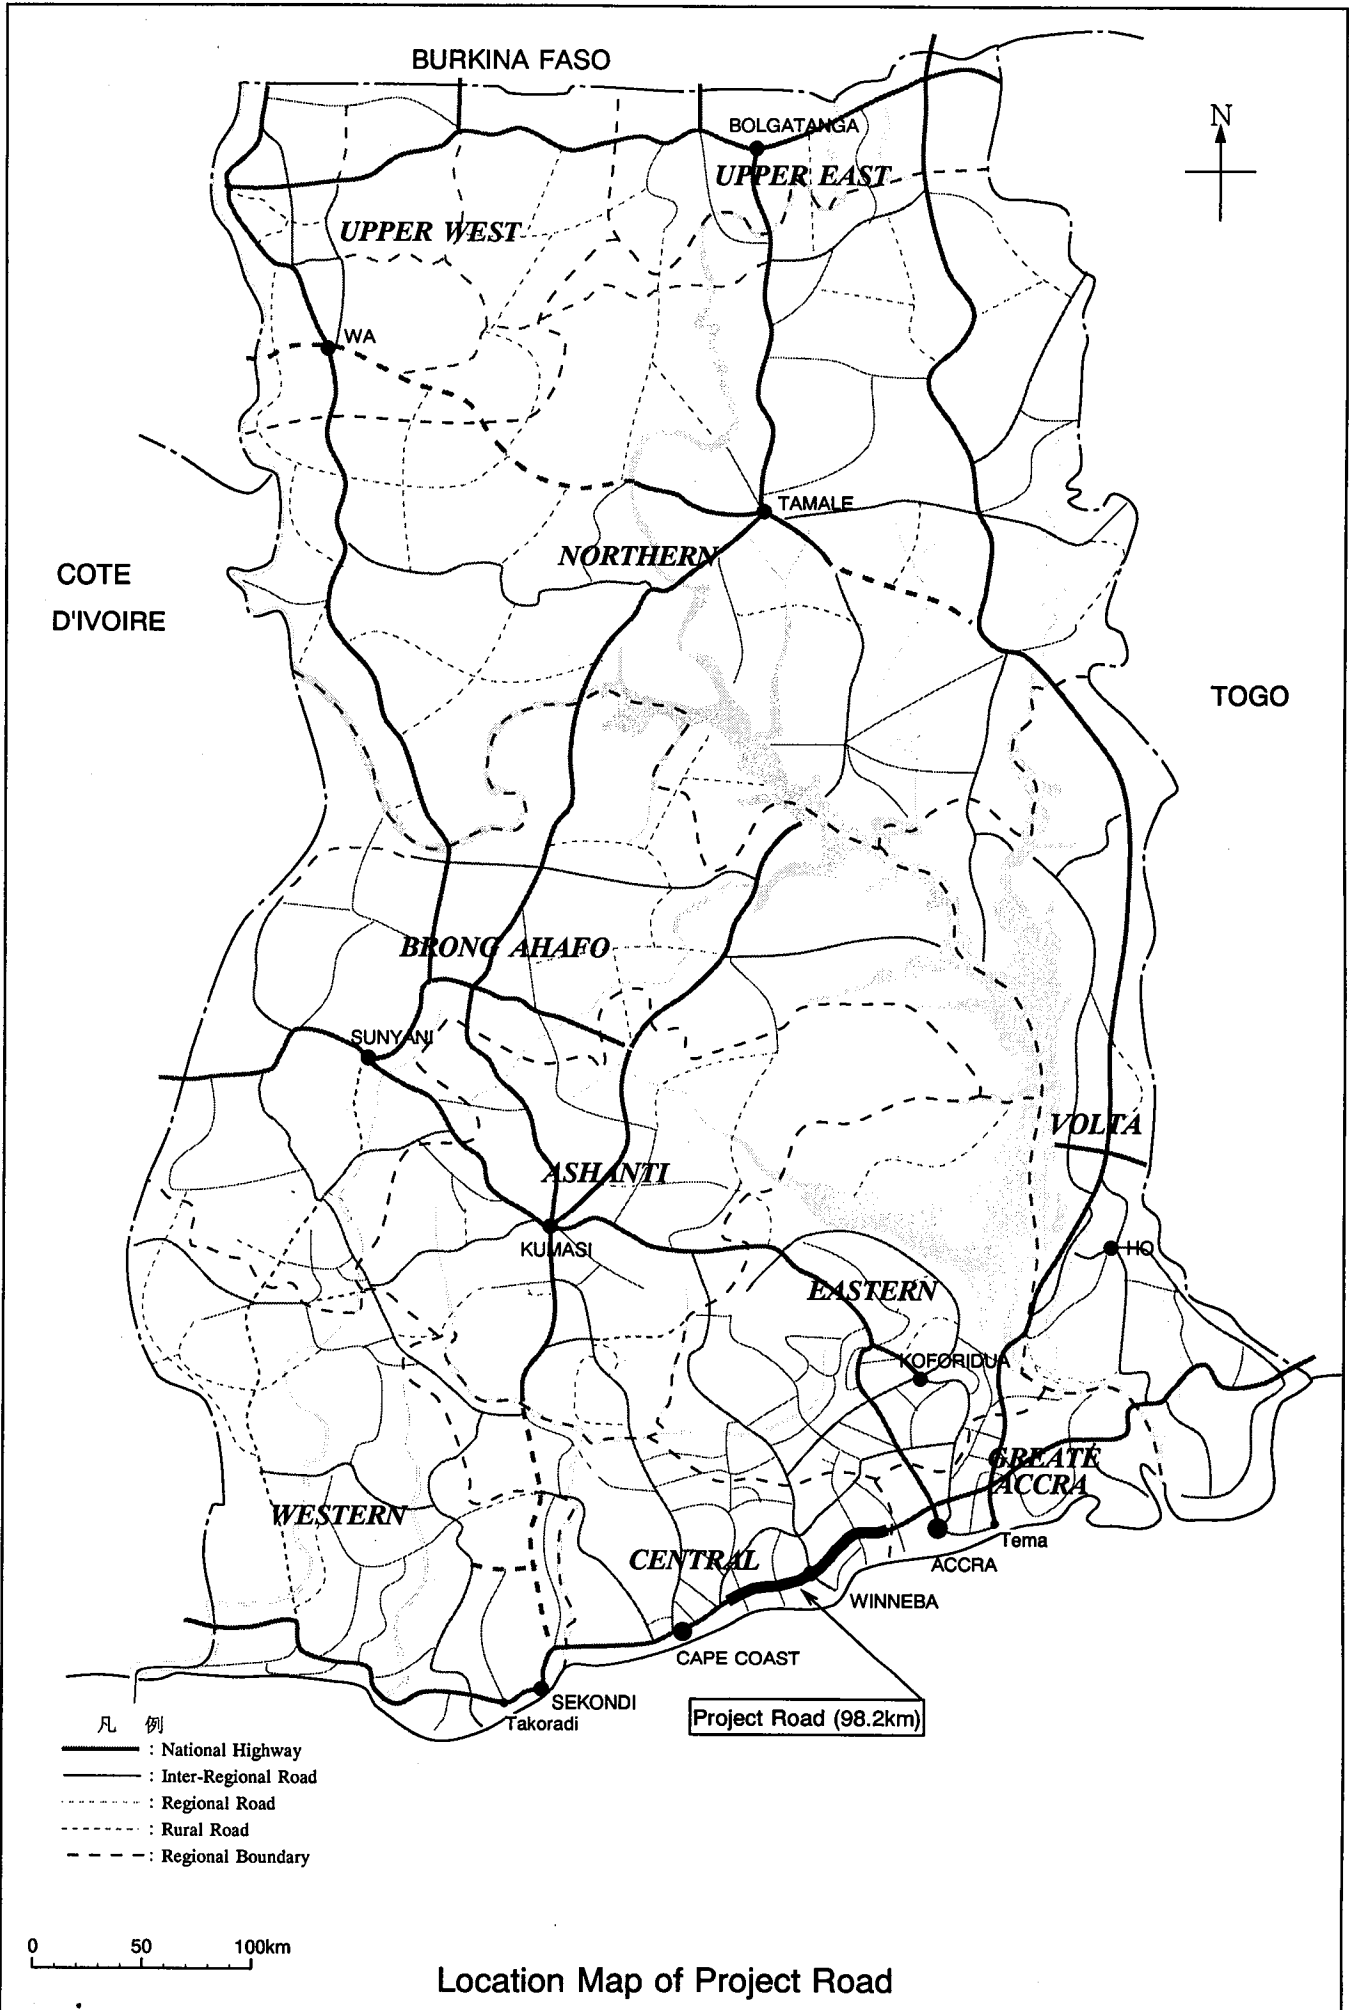 BURKINA FASO
N
BOLGATANGA
UPPER EAST
UPPER WEST
WA
TAMALE
NORTHERN
COTE
D'IVOIRE
TOGO
BRONG AHAFO
SUNYANI
VOLTA
ASHANTI
KUMASI
HO
EASTERN
KOFORIDUA
GREATE
ACCRA
WESTERN
Tema
CENTRAL
ACCRA
WINNEBA
CAPE COAST
SEKONDI
Takoradi
Project Road (98.2km)
凡 例
: National Highway
: Inter-Regional Road
: Regional Road
: Rural Road
: Regional Boundary
0 50 100km
Location Map of Project Road